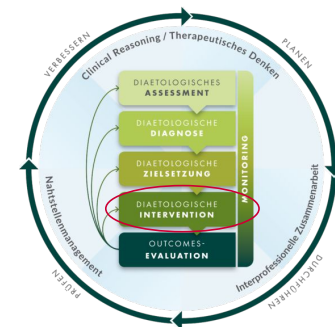 VERBESSERN
PLANEN
Clinical Reasoning / Therapeutisches Denken
DIAETOLOGISCHES
ASSESSMENT
DIAETOLOGISCHE
DIAGNOSE
DIAETOLOGISCHE
ZIELSETZUNG
DIAETOLOGISCHE
INTERVENTION
OUTCOMES-
EVALUATION
MONITORING
Nahtstellenmanagement
Interprofessionelle Zusammenarbeit
PRÜFEN
DURCHFÜHREN